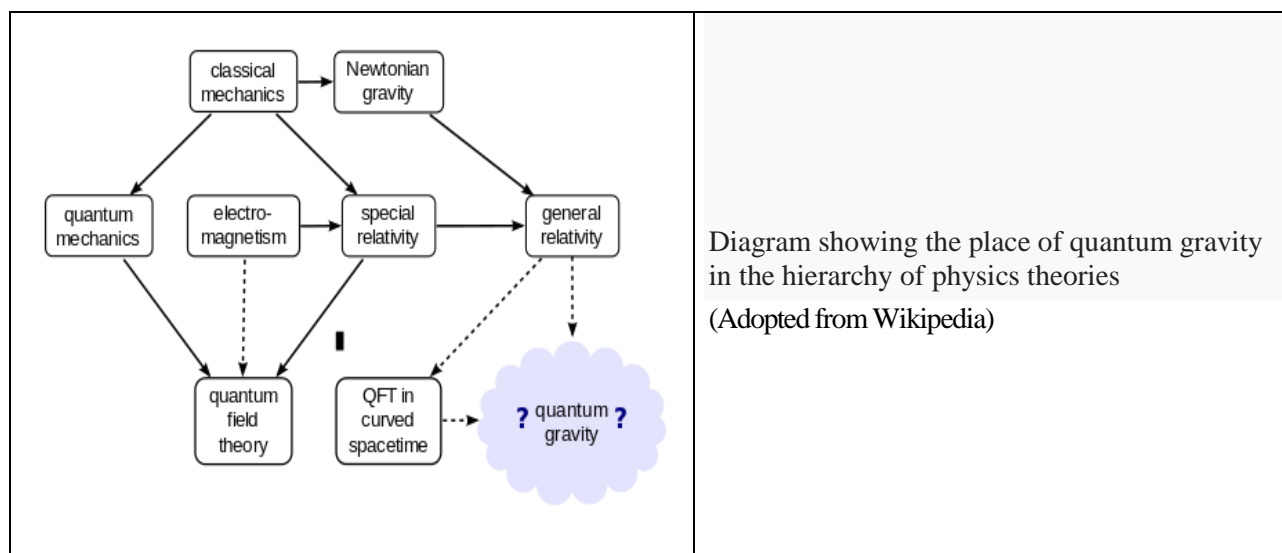 classical
mechanics
Newtonian
gravity
quantum
mechanics
electro-
magnetism
special
relativity
general
relativity
quantum
field
theory
QFT in
curved
spacetime
? quantum ?
gravity
Diagram showing the place of quantum gravity
in the hierarchy of physics theories
(Adopted from Wikipedia)